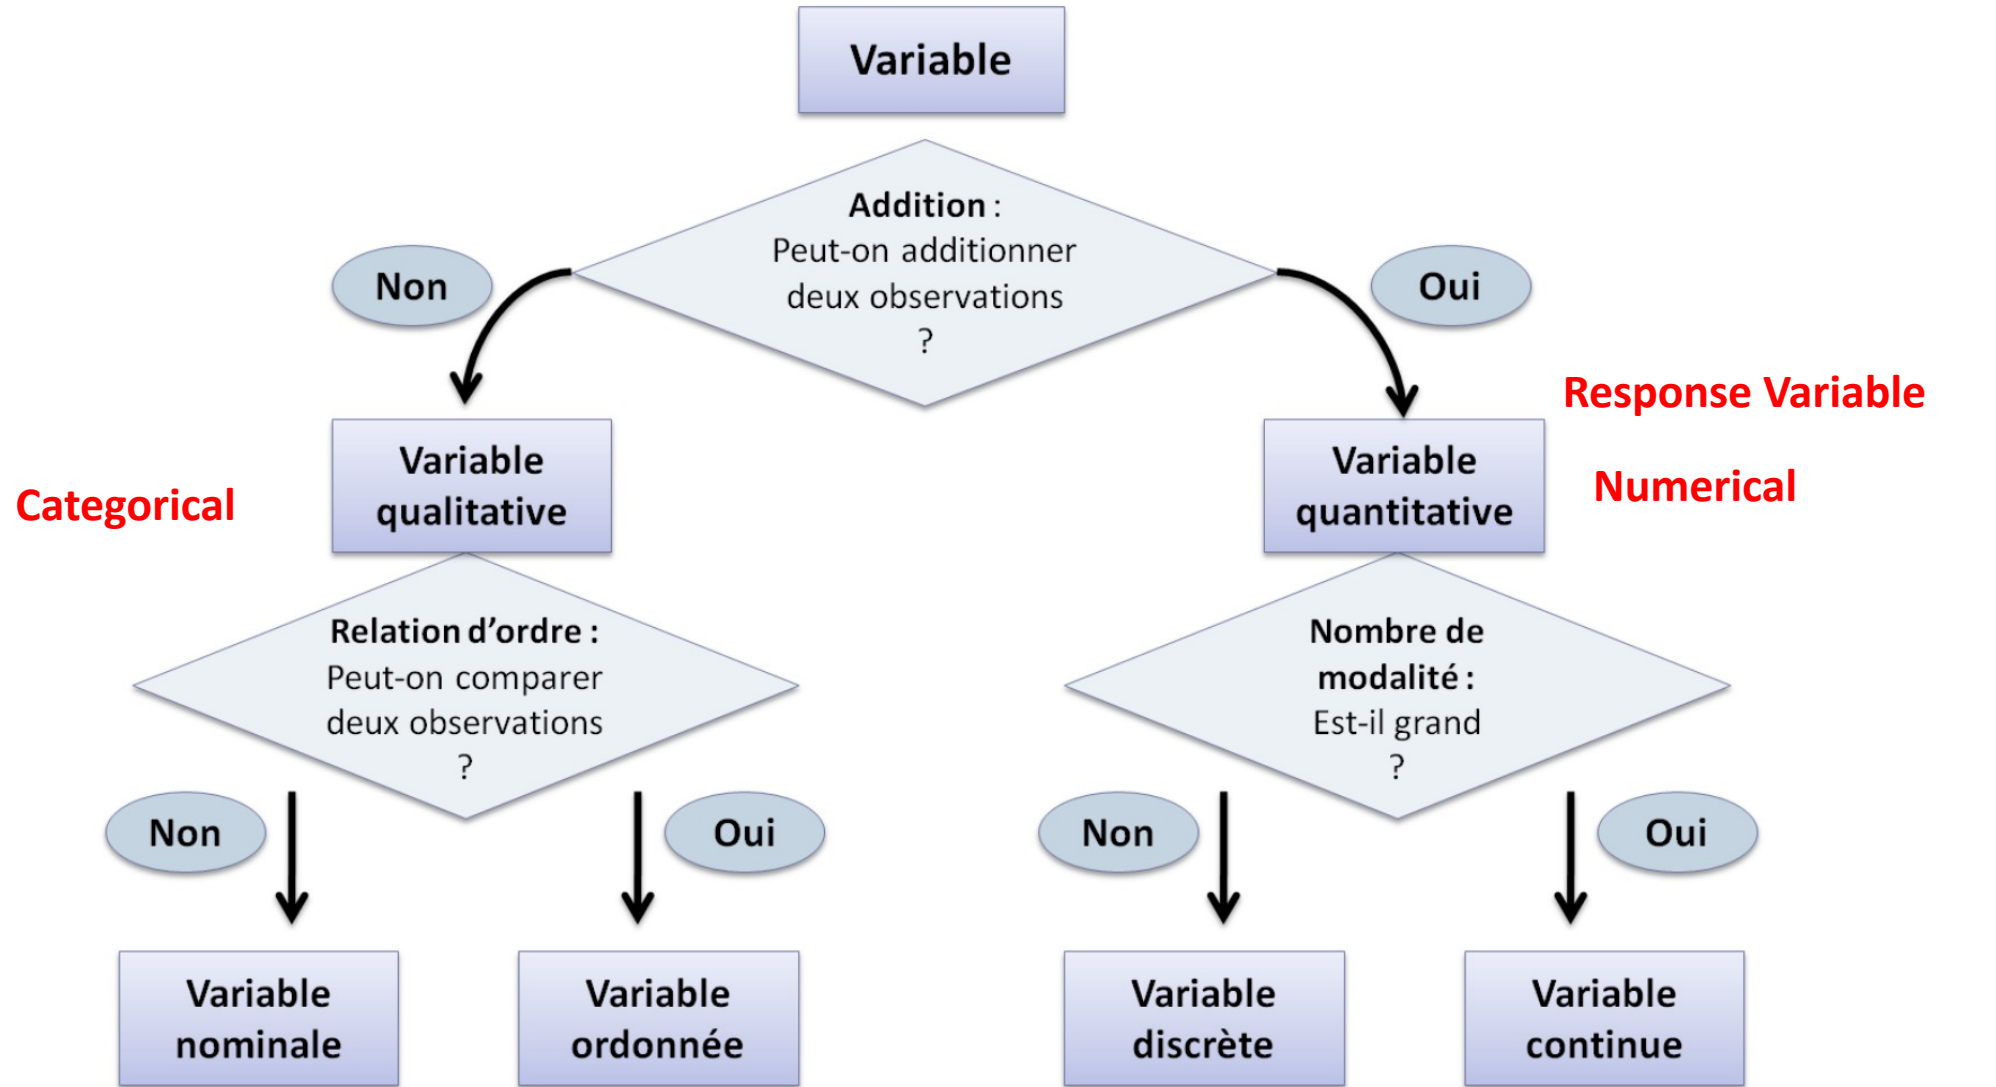 Variable
Addition :
Peut-on additionner
deux observations
?
Non
Oui
Response Variable
Variable
qualitative
Categorical
Variable
quantitative
Numerical
Relation d’ordre :
Peut-on comparer
deux observations
?
Nombre de
modalité :
Est-il grand
?
Non
Oui
Non
Oui
Variable
nominale
Variable
ordonnée
Variable
discrète
Variable
continue